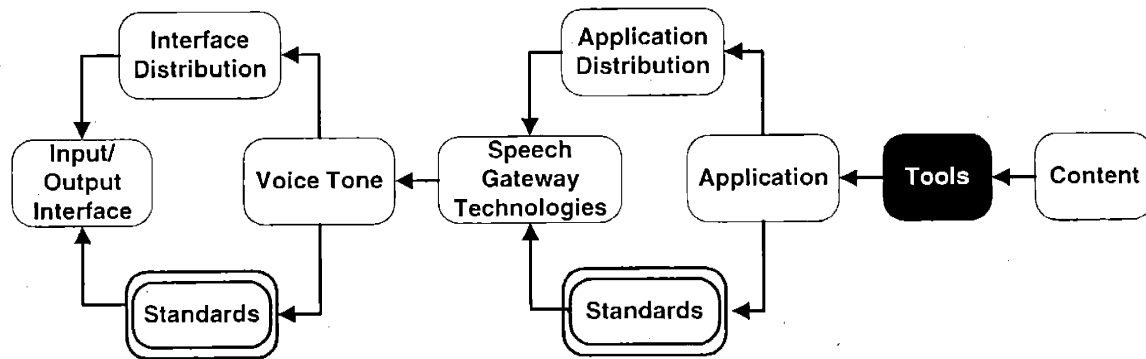 Interface
Distribution
Application
Distribution
Input/
Output
Interface
Voice Tone
Speech
Gateway
Technologies
Application
Tools
Content
Standards
Standards